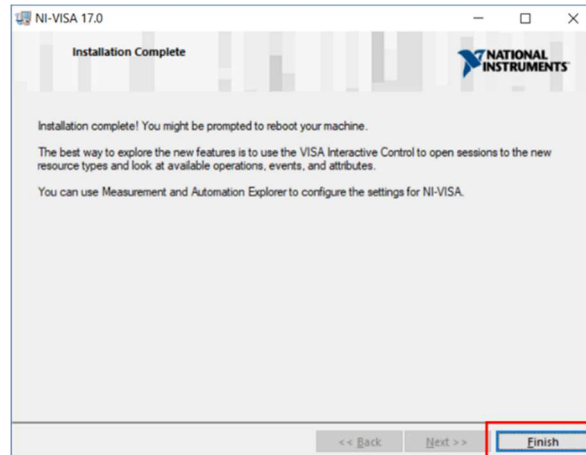 NI-VISA 17.0
Installation Complete
NATIONAL
INSTRUMENTS
Installation complete! You might be prompted to reboot your machine.
The best way to explore the new features is to use the VISA Interactive Control to open sessions to the new
resource types and look at available operations, events, and attributes.
You can use Measurement and Automation Explorer to configure the settings for NI-VISA.
<< Back
Next >>
Finish